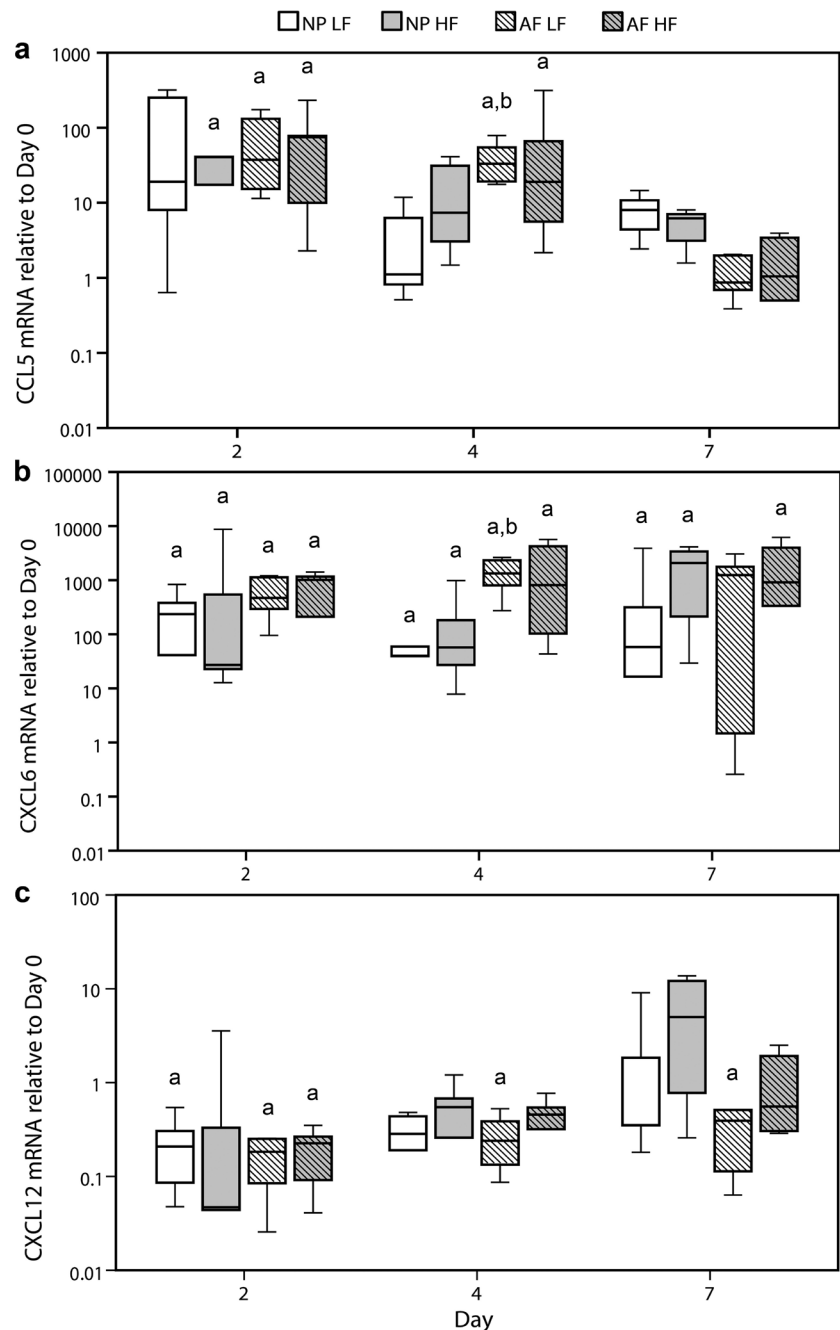 NP LF NP HF AF LF AF HF
a
CCL5 mRNA relative to Day 0
1000
100
10
1
0.1
0.01
a a a
a,b a
2 4 7
b
CXCL6 mRNA relative to Day 0
100000
10000
1000
100
10
1
0.1
0.01
a a a a
a a a,b a
a a a
2 4 7
c
CXCL12 mRNA relative to Day 0
100
10
1
0.1
0.01
a a a
a
a
2 4 7
Day